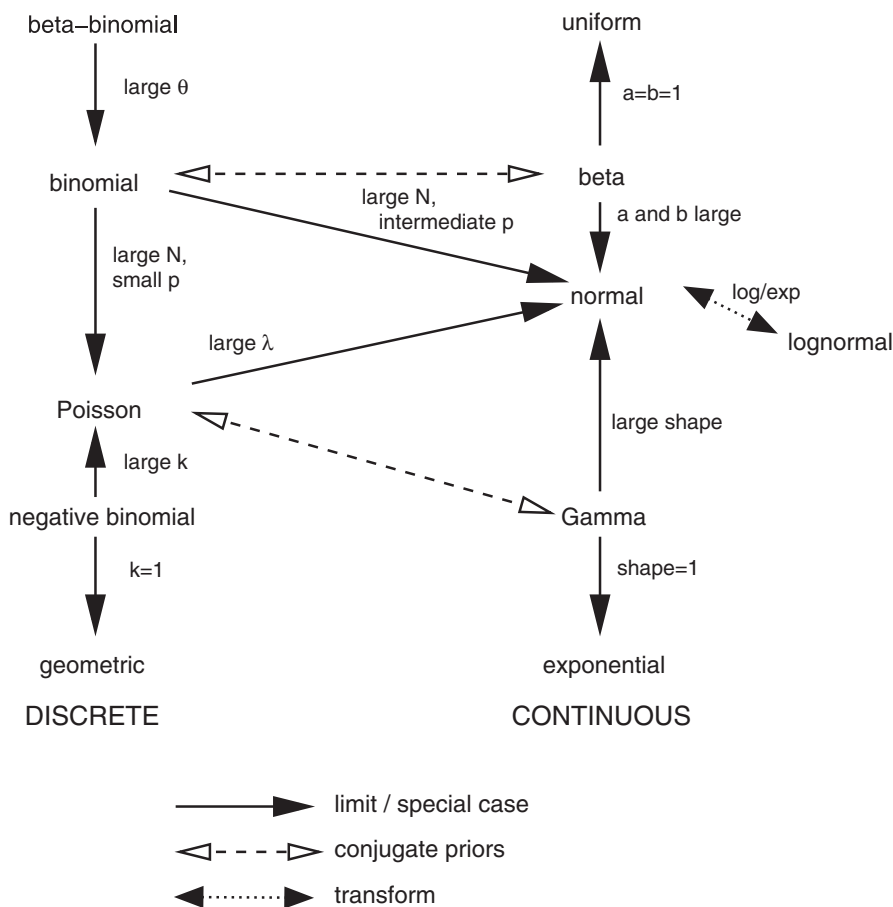 beta–binomial
uniform
large θ
a=b=1
binomial
beta
large N,
intermediate p
a and b large
large N,
small p
normal
log/exp
lognormal
large λ
Poisson
large shape
large k
negative binomial
Gamma
k=1
shape=1
geometric
exponential
DISCRETE
CONTINUOUS
limit / special case
conjugate priors
transform